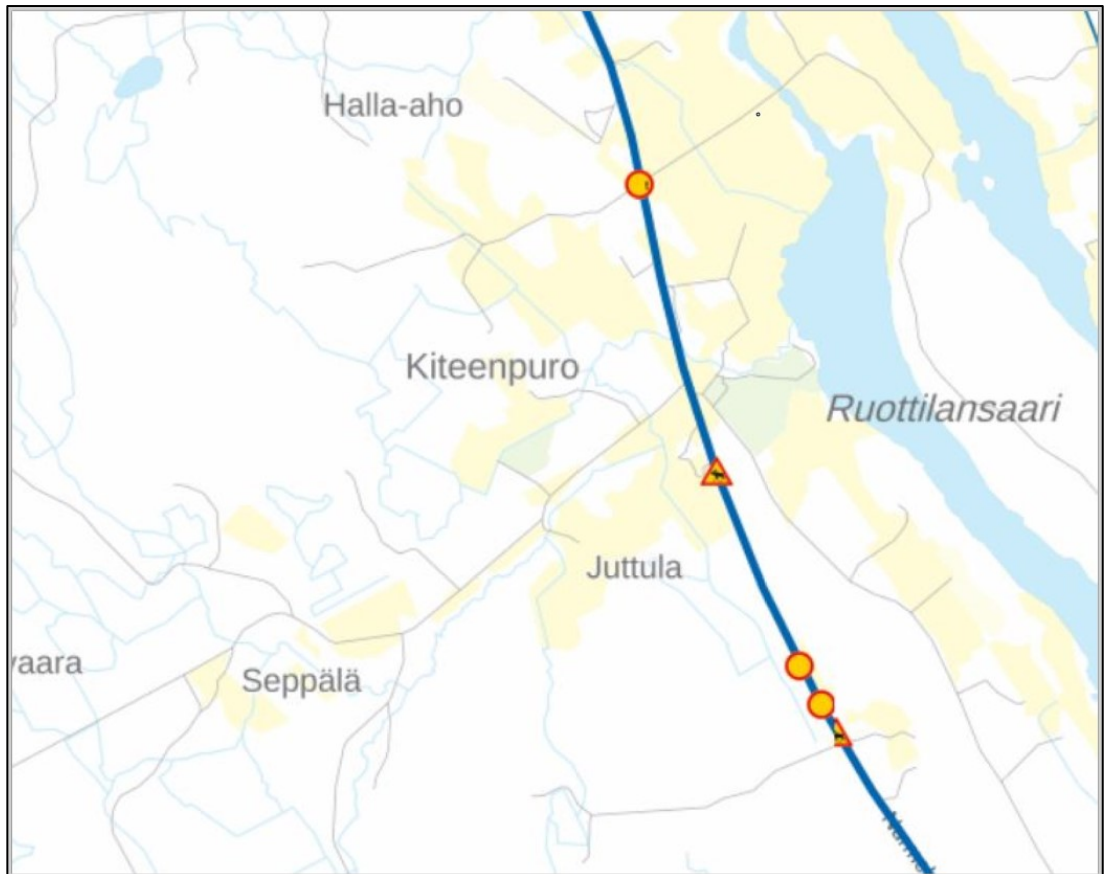 Halla-aho
Kiteenpuro
Ruottilansaari
Juttula
vaara
Seppälä